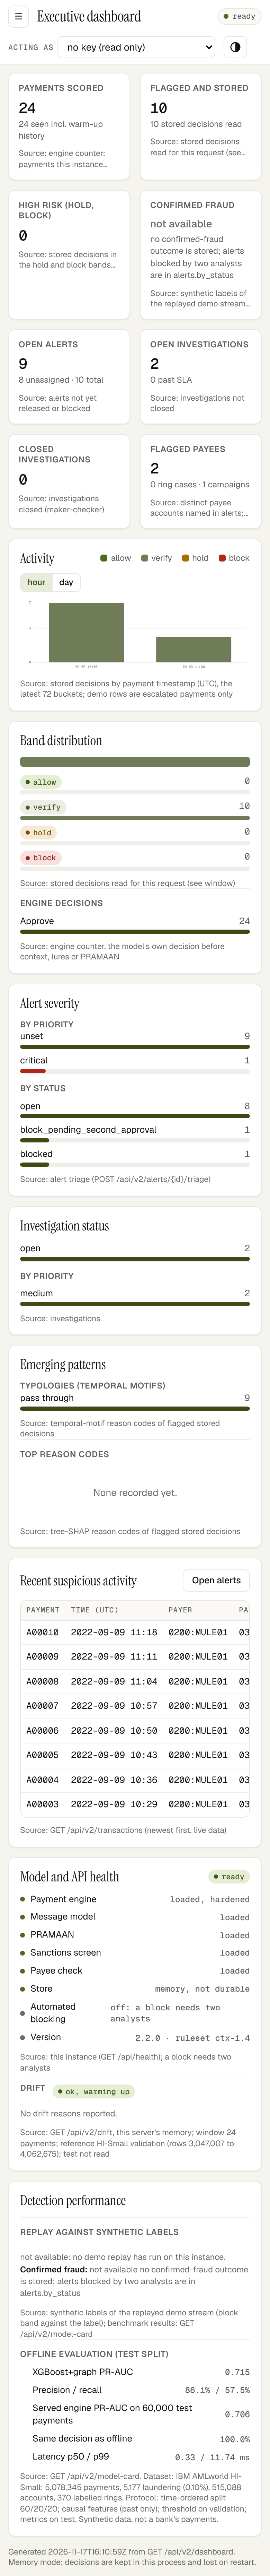 Executive dashboard
ready
ACTING AS
no key (read only)
PAYMENTS SCORED
24
24 seen incl. warm-up
history
Source: engine counter:
payments this instance...
FLAGGED AND STORED
10
10 stored decisions read
Source: stored decisions
read for this request (see...
HIGH RISK (HOLD,
BLOCK)
0
Source: stored decisions in
the hold and block bands...
CONFIRMED FRAUD
not available
no confirmed-fraud
outcome is stored; alerts
blocked by two analysts
are in alerts.by_status
Source: synthetic labels of
the replayed demo stream...
OPEN ALERTS
9
8 unassigned · 10 total
Source: alerts not yet
released or blocked
OPEN INVESTIGATIONS
2
0 past SLA
Source: investigations not
closed
CLOSED
INVESTIGATIONS
0
Source: investigations
closed (maker-checker)
FLAGGED PAYEES
2
0 ring cases · 1 campaigns
Source: distinct payee
accounts named in alerts;...
Activity
allow
verify
hold
block
hour
day
Source: stored decisions by payment timestamp (UTC), the
latest 72 buckets; demo rows are escalated payments only
Band distribution
allow
0
verify
10
hold
0
block
0
Source: stored decisions read for this request (see window)
ENGINE DECISIONS
Approve
24
Source: engine counter, the model's own decision before
context, lures or PRAMAAN
Alert severity
BY PRIORITY
unset
9
critical
1
BY STATUS
open
8
block_pending_second_approval
1
blocked
1
Source: alert triage (POST /api/v2/alerts/{id}/triage)
Investigation status
open
2
BY PRIORITY
medium
2
Source: investigations
Emerging patterns
TYPOLOGIES (TEMPORAL MOTIFS)
pass through
9
Source: temporal-motif reason codes of flagged stored
decisions
TOP REASON CODES
None recorded yet.
Source: tree-SHAP reason codes of flagged stored decisions
Recent suspicious activity
Open alerts
PAYMENT TIME (UTC) PAYER PA
A00010 2022-09-09 11:18 0200:MULE01 03
A00009 2022-09-09 11:11 0200:MULE01 03
A00008 2022-09-09 11:04 0200:MULE01 03
A00007 2022-09-09 10:57 0200:MULE01 03
A00006 2022-09-09 10:50 0200:MULE01 03
A00005 2022-09-09 10:43 0200:MULE01 03
A00004 2022-09-09 10:36 0200:MULE01 03
A00003 2022-09-09 10:29 0200:MULE01 03
Source: GET /api/v2/transactions (newest first, live data)
Model and API health
ready
Payment engine
loaded, hardened
Message model
loaded
PRAMAAN
loaded
Sanctions screen
loaded
Payee check
loaded
Store
memory, not durable
Automated
blocking
off: a block needs two
analysts
Version
2.2.0 · ruleset ctx-1.4
Source: this instance (GET /api/health); a block needs two
analysts
DRIFT
ok, warming up
No drift reasons reported.
Source: GET /api/v2/drift, this server's memory; window 24
payments; reference HI-Small validation (rows 3,047,007 to
4,062,675); test not read
Detection performance
REPLAY AGAINST SYNTHETIC LABELS
not available: no demo replay has run on this instance.
Confirmed fraud: not available no confirmed-fraud outcome
is stored; alerts blocked by two analysts are in
alerts.by_status
Source: synthetic labels of the replayed demo stream (block
band against the label); benchmark results: GET
/api/v2/model-card
OFFLINE EVALUATION (TEST SPLIT)
XGBoost+graph PR-AUC
0.715
Precision / recall
86.1% / 57.5%
Served engine PR-AUC on 60,000 test
payments
0.706
Same decision as offline
100.0%
Latency p50 / p99
0.33 / 11.74 ms
Source: GET /api/v2/model-card. Dataset: IBM AMLworld HI-
Small: 5,078,345 payments, 5,177 laundering (0.10%), 515,088
accounts, 370 labelled rings. Protocol: time-ordered split
60/20/20; causal features (past only); threshold on validation;
metrics on test. Synthetic data, not a bank's payments.
Generated 2026-11-17T16:10:59Z from GET /api/v2/dashboard.
Memory mode: decisions are kept in this process and lost on restart.